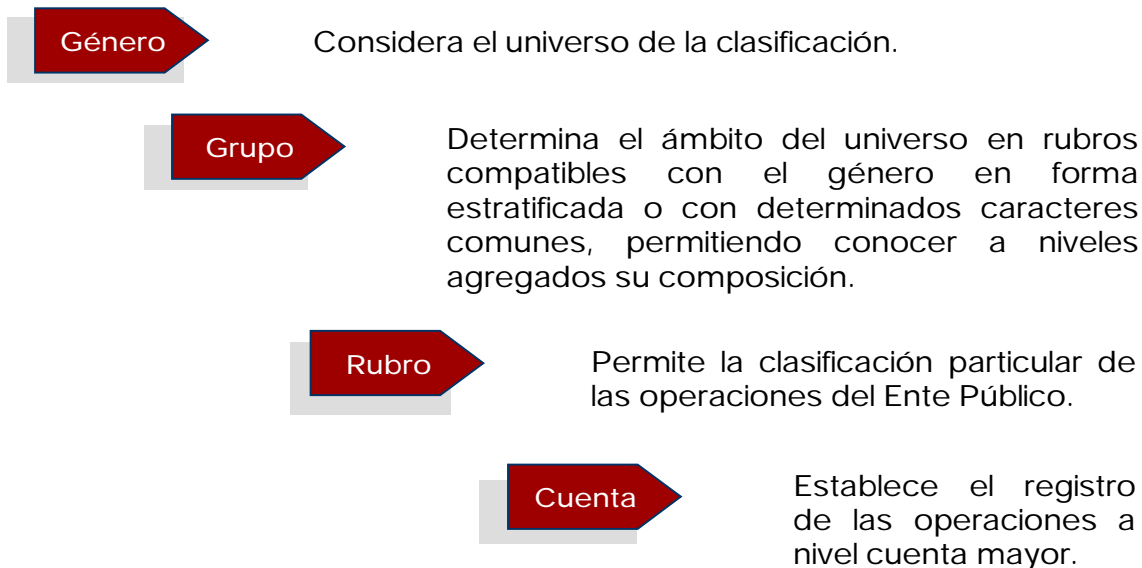 Género
Considera el universo de la clasificación.
Grupo
Determina el ámbito del universo en rubros
compatibles con el género en forma
estratificada o con determinados caracteres
comunes, permitiendo conocer a niveles
agregados su composición.
Rubro
Permite la clasificación particular de
las operaciones del Ente Público.
Cuenta
Establece el registro
de las operaciones a
nivel cuenta mayor.